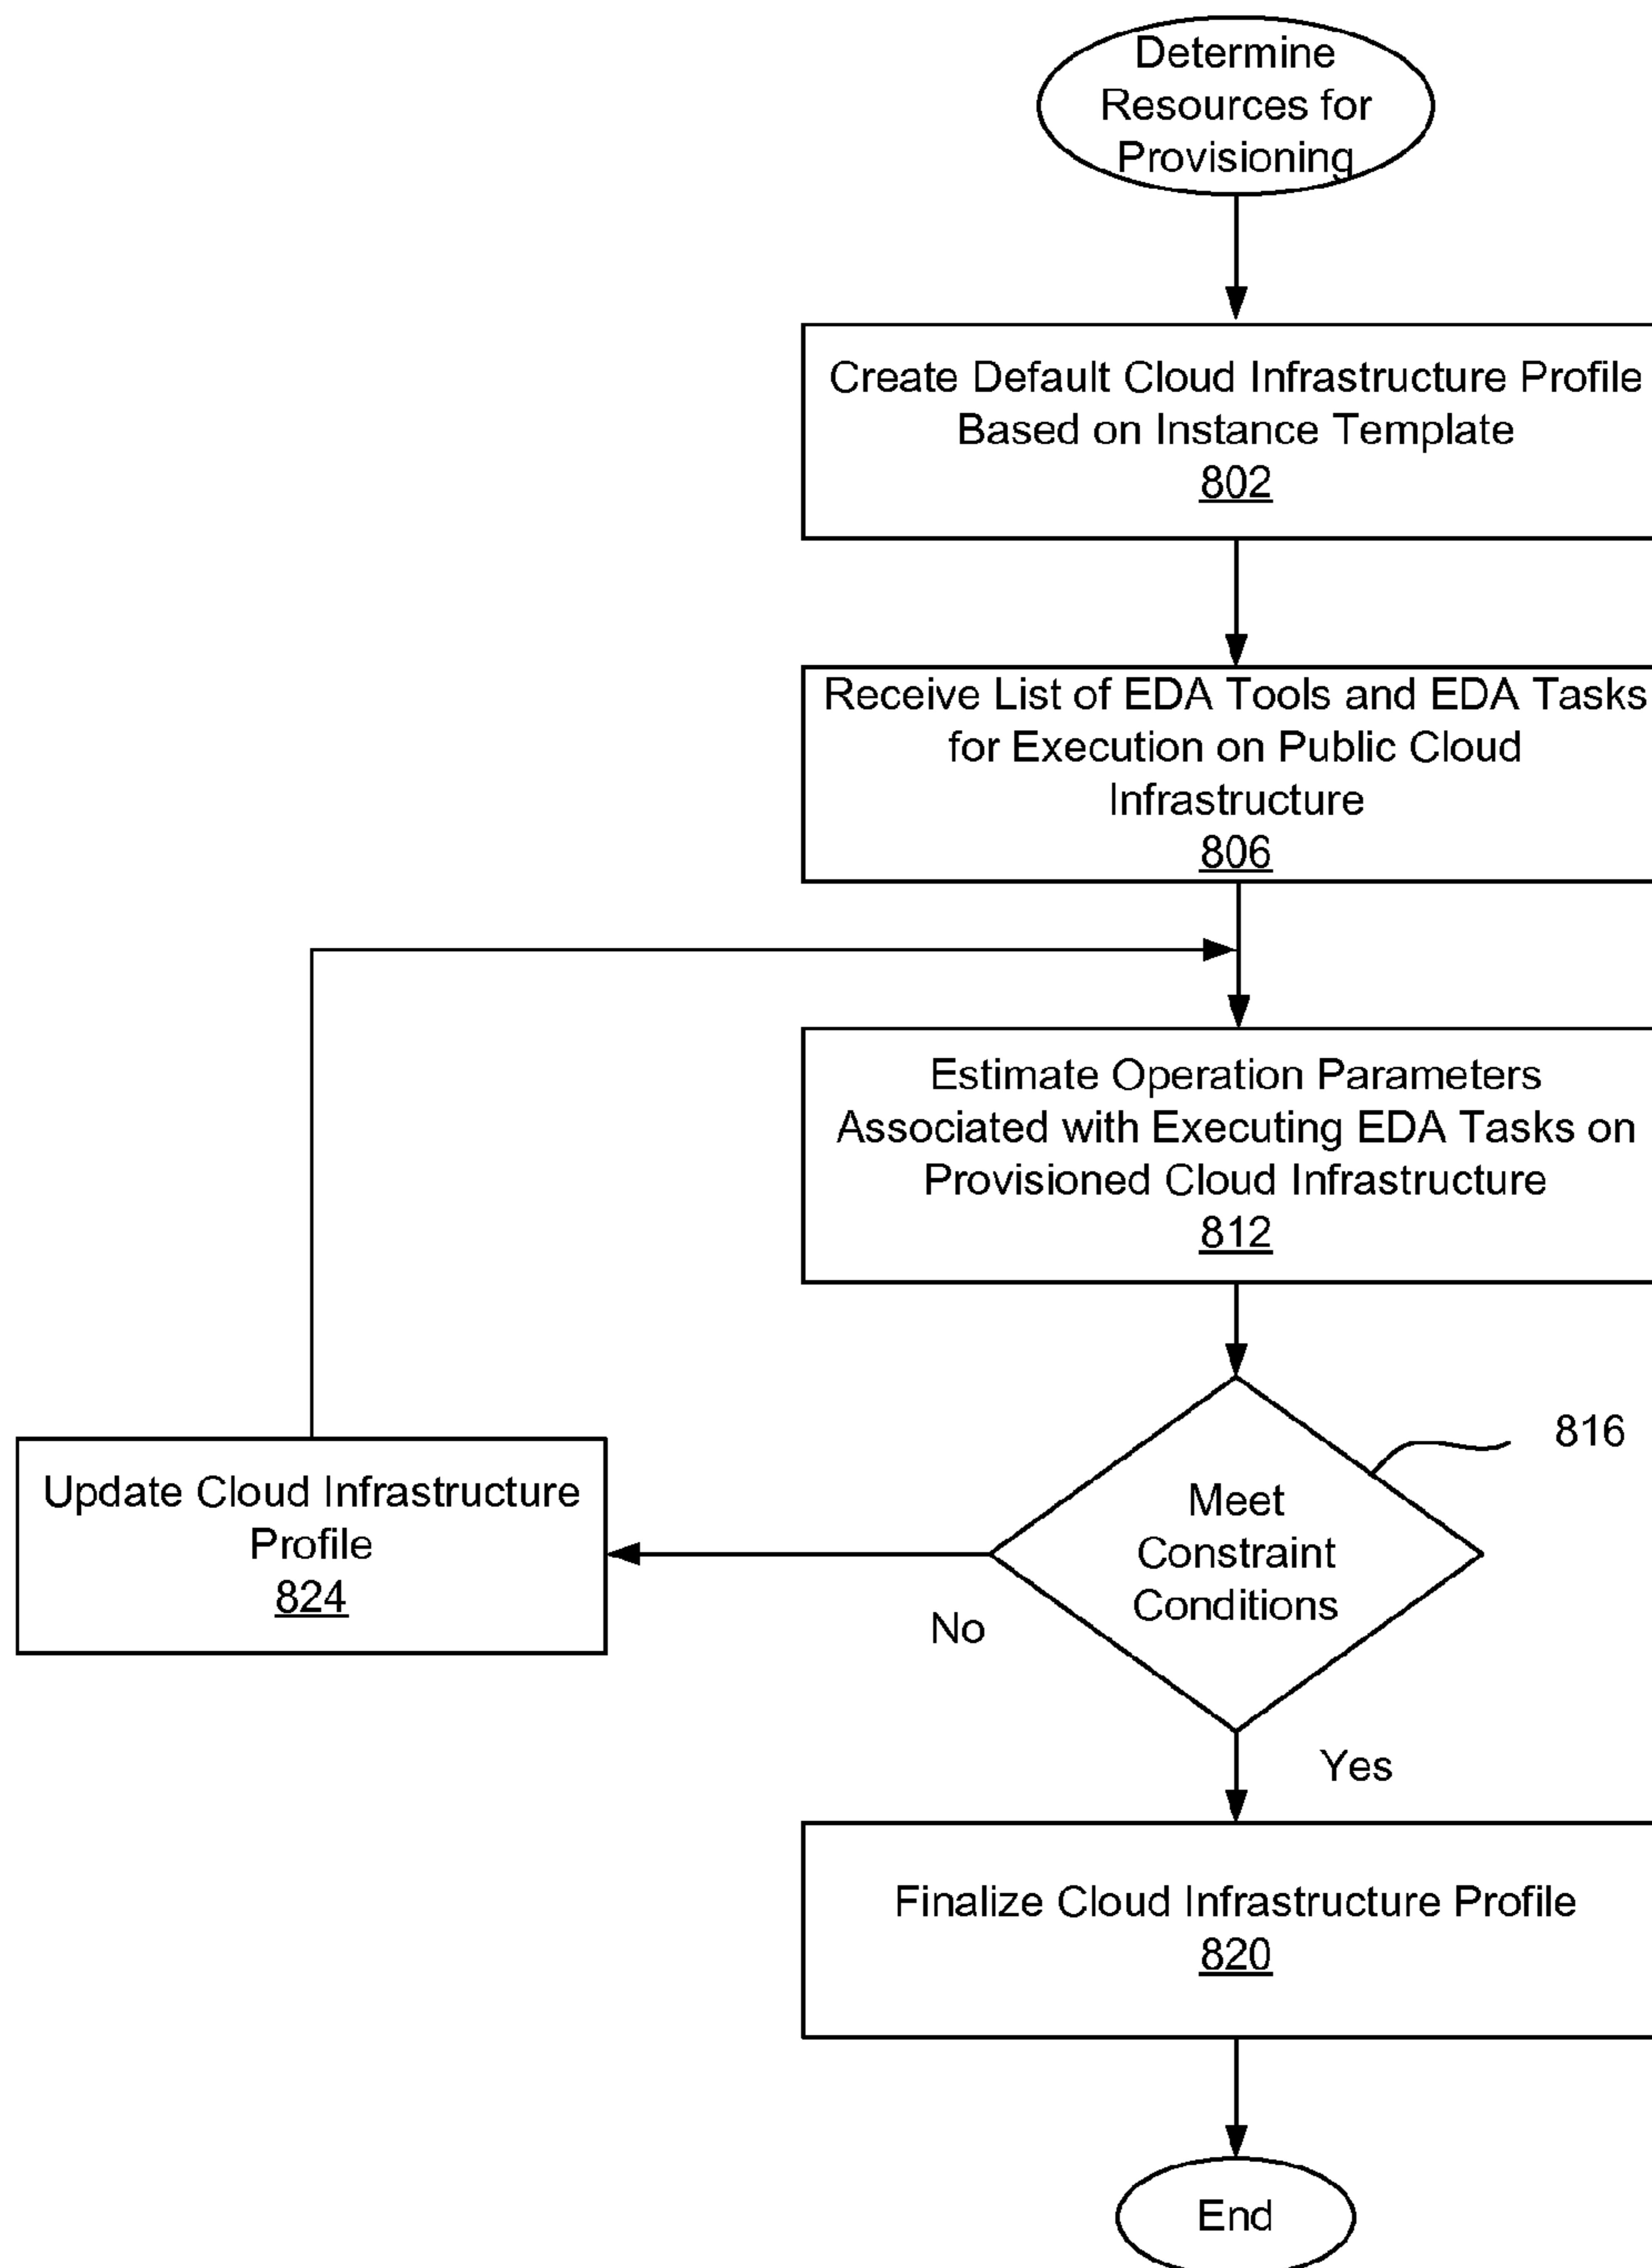 Determine
Resources for
Provisioning
Create Default Cloud Infrastructure Profile
Based on Instance Template
802
Receive List of EDA Tools and EDA Tasks
for Execution on Public Cloud
Infrastructure
806
Estimate Operation Parameters
Associated with Executing EDA Tasks on
Provisioned Cloud Infrastructure
812
816
Meet
Constraint
Conditions
Update Cloud Infrastructure
Profile
824
No
Yes
Finalize Cloud Infrastructure Profile
820
End